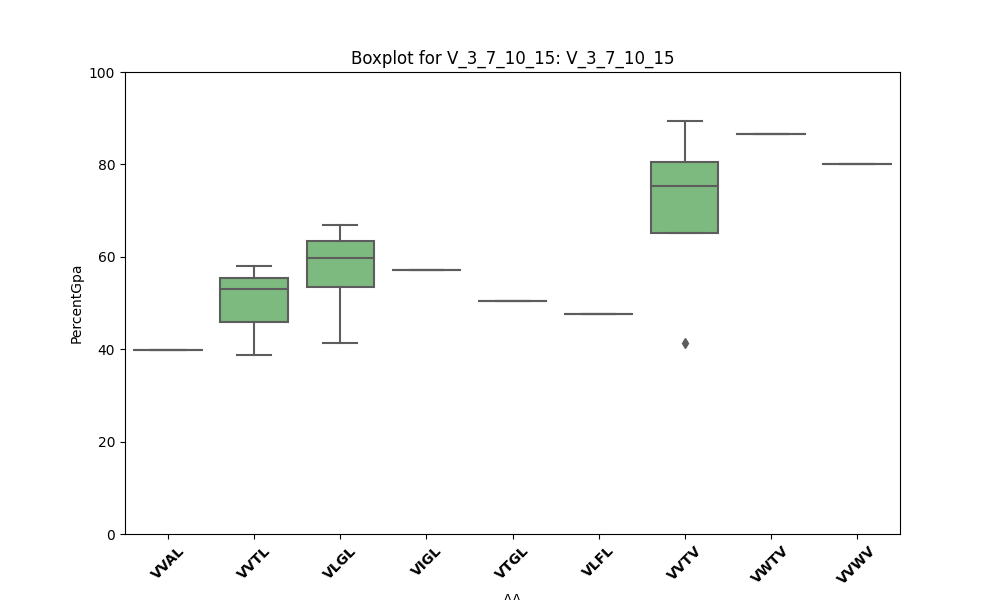 Boxplot for V_3_7_10_15: V_3_7_10_15
100
80
60
40
20
0
PercentGpa
VVAL
VVTL
VLGL
VIGL
VTGL
VLFL
VVTV
VWTV
VVWV
AA